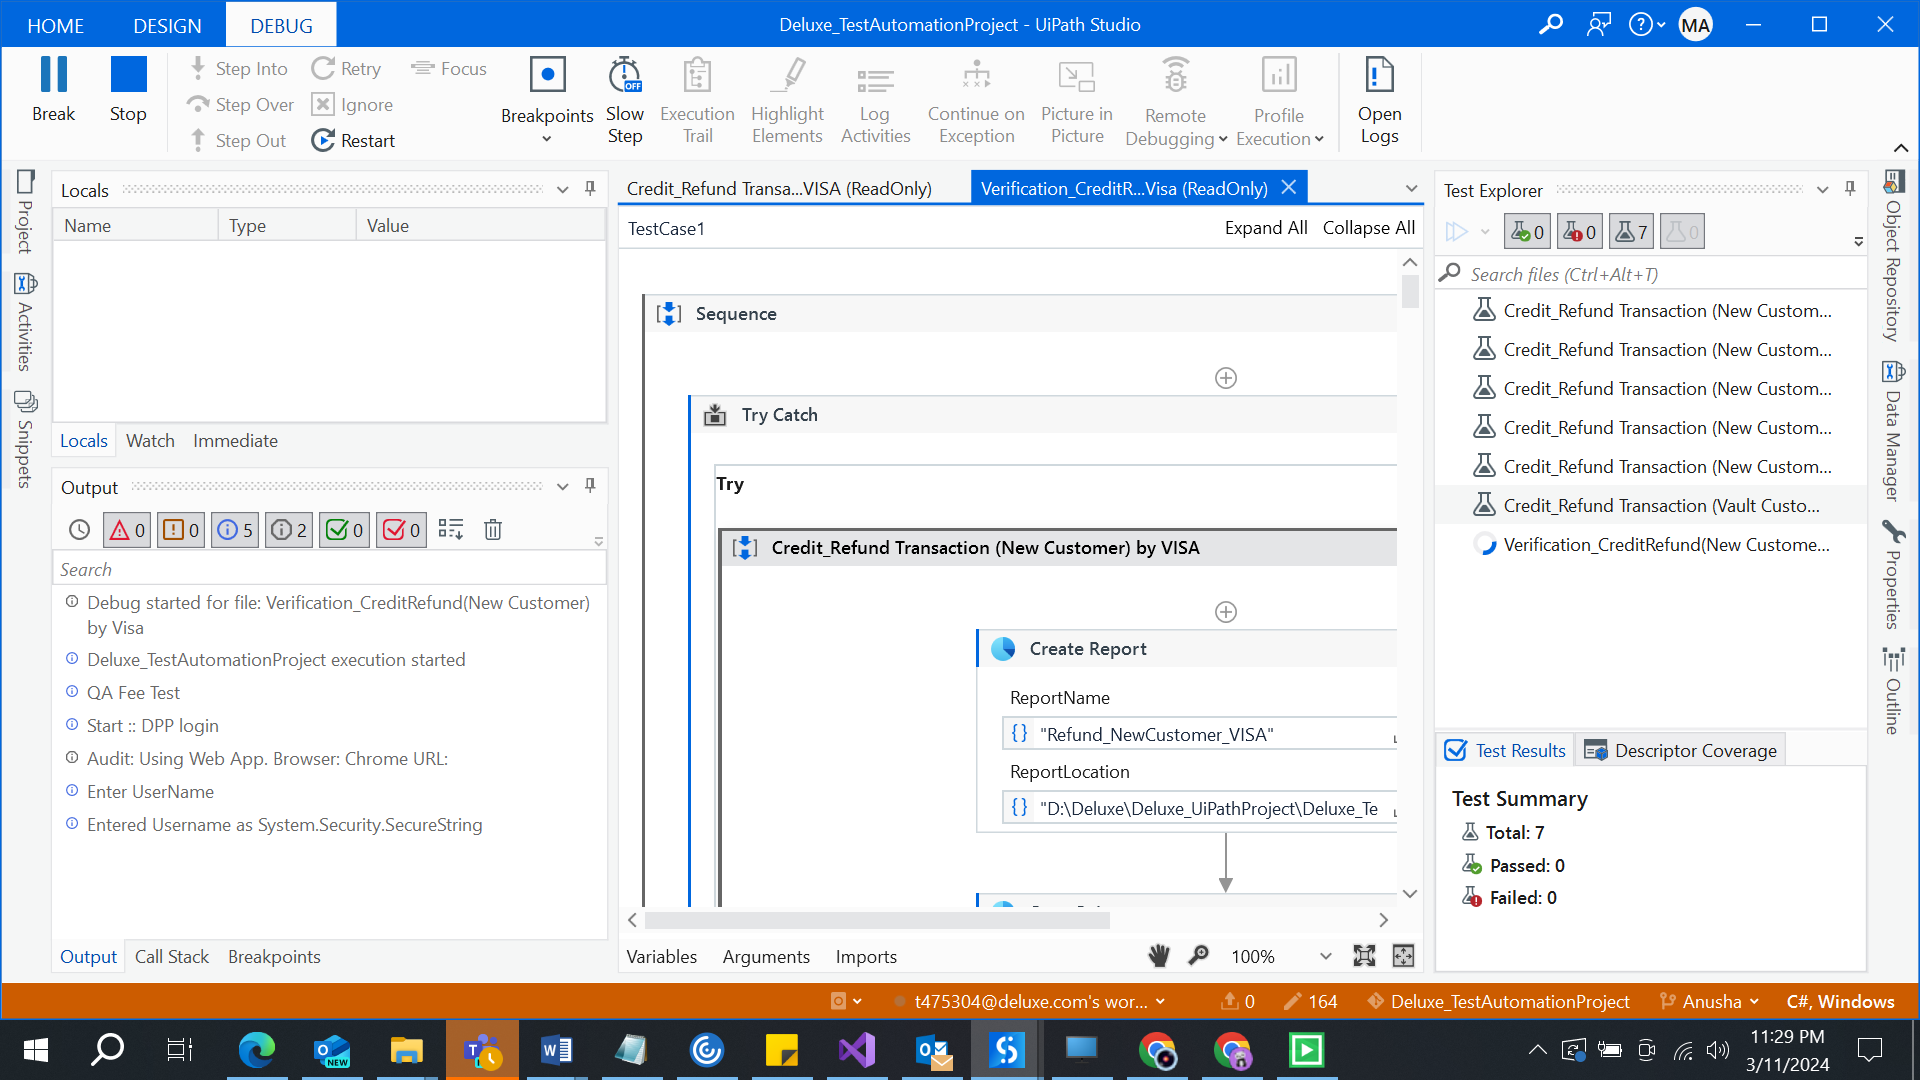 HOME DESIGN DEBUG Deluxe_TestAutomationProject - UiPath Studio MA
Break
Stop
Step Into
Step Over
Step Out
Retry
Ignore
Restart
Focus
Breakpoints
OFF
Slow
Step
Execution
Trail
Highlight
Elements
Log
Activities
Continue on
Exception
Picture in
Picture
Remote
Debugging
Profile
Execution
Open
Logs
Project
Activities
Snippets
Locals
Name Type Value
Locals Watch Immediate
Output
0 0 5 2 0 0
Search
Debug started for file: Verification_CreditRefund(New Customer)
by Visa
Deluxe_TestAutomationProject execution started
QA Fee Test
Start :: DPP login
Audit: Using Web App. Browser: Chrome URL:
Enter UserName
Entered Username as System.Security.SecureString
Output Call Stack Breakpoints
Credit_Refund Transa...VISA (ReadOnly) Verification_CreditR...Visa (ReadOnly)
TestCase1 Expand All Collapse All
Sequence
Try Catch
Try
Credit_Refund Transaction (New Customer) by VISA
Create Report
ReportName
"Refund_NewCustomer_VISA"
ReportLocation
"D:\Deluxe\Deluxe_UiPathProject\Deluxe_Te
Variables Arguments Imports 100%
Test Explorer
0 0 7 0
Search files (Ctrl+Alt+T)
Credit_Refund Transaction (New Custom...
Credit_Refund Transaction (New Custom...
Credit_Refund Transaction (New Custom...
Credit_Refund Transaction (New Custom...
Credit_Refund Transaction (New Custom...
Credit_Refund Transaction (Vault Custo...
Verification_CreditRefund(New Custome...
Test Results Descriptor Coverage
Test Summary
Total: 7
Passed: 0
Failed: 0
Object Repository
Data Manager
Properties
Outline
t475304@deluxe.com's wor... 0 164 Deluxe_TestAutomationProject Anusha C#, Windows
NEW
11:29 PM
3/11/2024